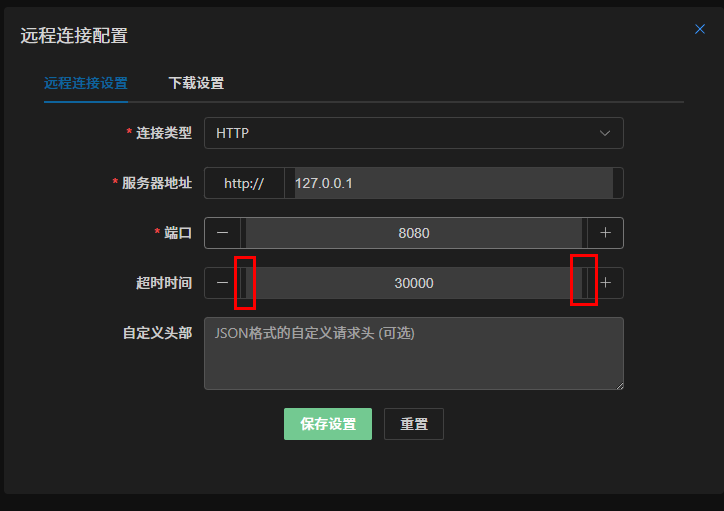 远程连接配置
远程连接设置 下载设置
* 连接类型 HTTP
* 服务器地址 http:// 127.0.0.1
* 端口 8080
超时时间 30000
自定义头部 JSON格式的自定义请求头 (可选)
保存设置 重置